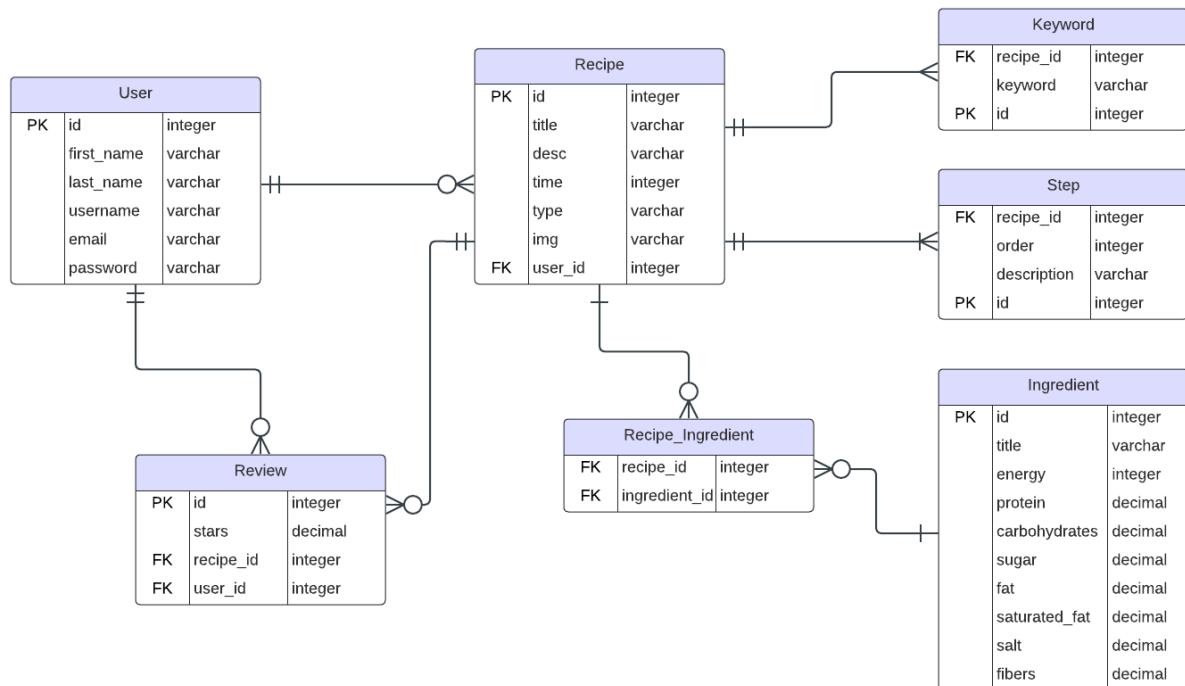 User
PK id integer
first_name varchar
last_name varchar
username varchar
email varchar
password varchar
Recipe
PK id integer
title varchar
desc varchar
time integer
type varchar
img varchar
FK user_id integer
Keyword
FK recipe_id integer
keyword varchar
PK id integer
Step
FK recipe_id integer
order integer
description varchar
PK id integer
Review
PK id integer
stars decimal
FK recipe_id integer
FK user_id integer
Recipe_Ingredient
FK recipe_id integer
FK ingredient_id integer
Ingredient
PK id integer
title varchar
energy integer
protein decimal
carbohydrates decimal
sugar decimal
fat decimal
saturated_fat decimal
salt decimal
fibers decimal